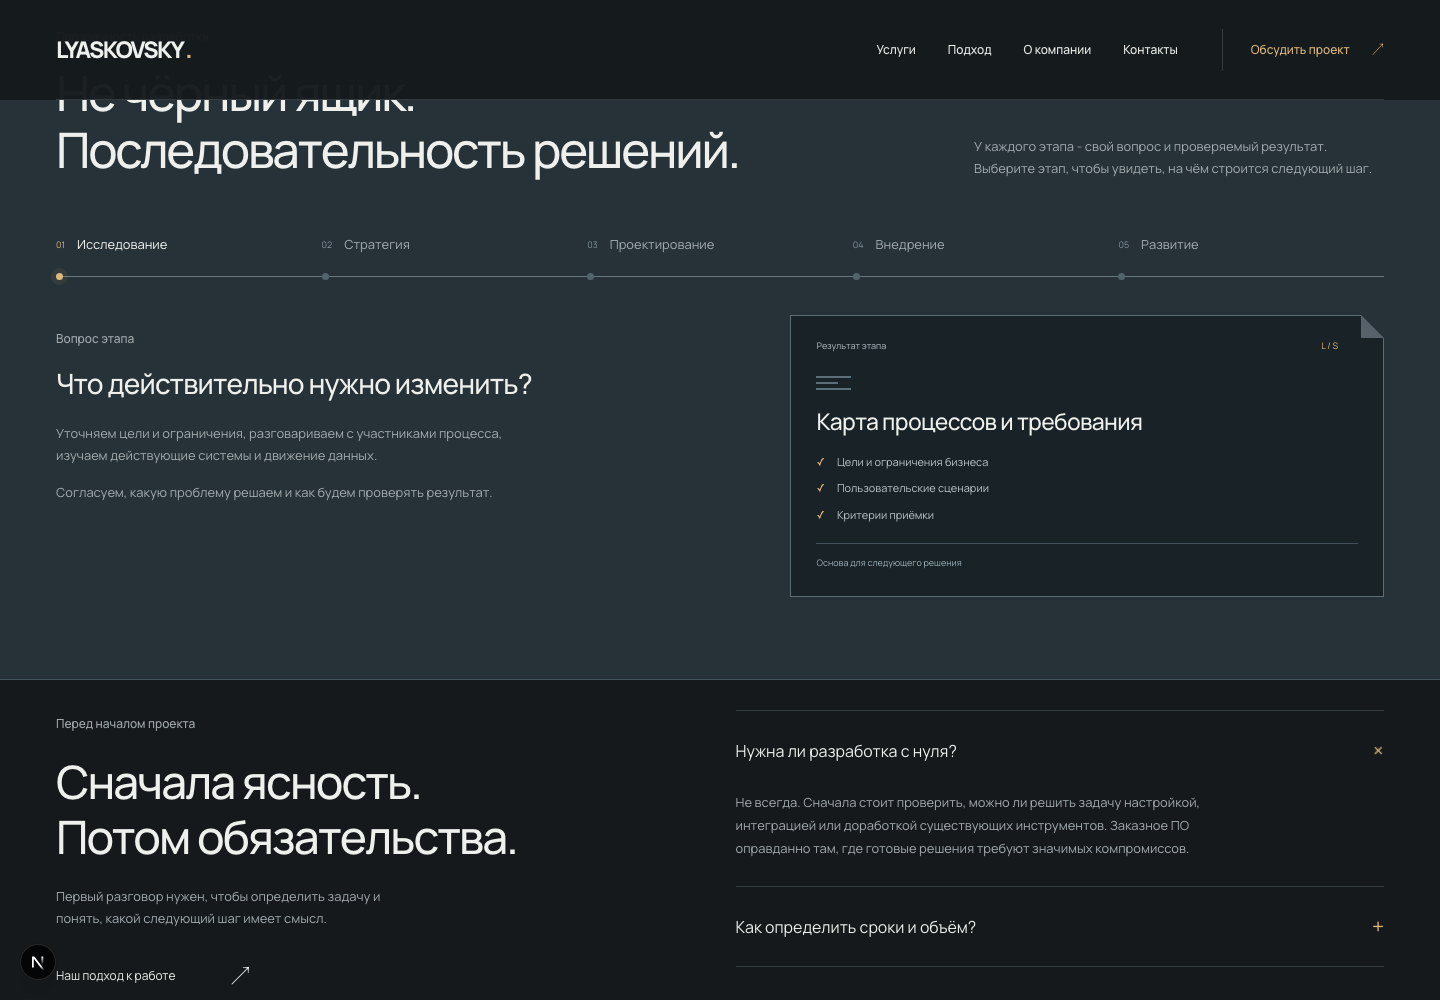 LYASKOVSKY.
Услуги
Подход
О компании
Контакты
Обсудить проект
Не чёрный ящик.
Последовательность решений.
У каждого этапа - свой вопрос и проверяемый результат.
Выберите этап, чтобы увидеть, на чём строится следующий шаг.
01 Исследование
02 Стратегия
03 Проектирование
04 Внедрение
05 Развитие
Вопрос этапа
Что действительно нужно изменить?
Уточняем цели и ограничения, разговариваем с участниками процесса,
изучаем действующие системы и движение данных.
Согласуем, какую проблему решаем и как будем проверять результат.
Результат этапа
L / S
Карта процессов и требования
Цели и ограничения бизнеса
Пользовательские сценарии
Критерии приёмки
Основа для следующего решения
Перед началом проекта
Сначала ясность.
Потом обязательства.
Первый разговор нужен, чтобы определить задачу и
понять, какой следующий шаг имеет смысл.
N
Наш подход к работе
Нужна ли разработка с нуля?
Не всегда. Сначала стоит проверить, можно ли решить задачу настройкой,
интеграцией или доработкой существующих инструментов. Заказное ПО
оправданно там, где готовые решения требуют значимых компромиссов.
Как определить сроки и объём?